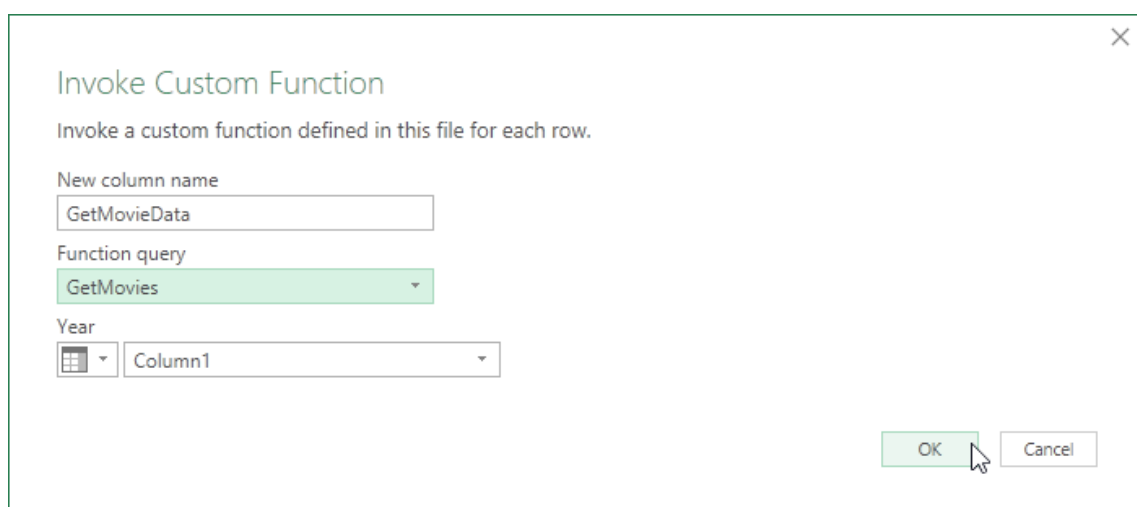 Invoke Custom Function
Invoke a custom function defined in this file for each row.
New column name
GetMovieData
Function query
GetMovies
Year
Column1
OK
Cancel